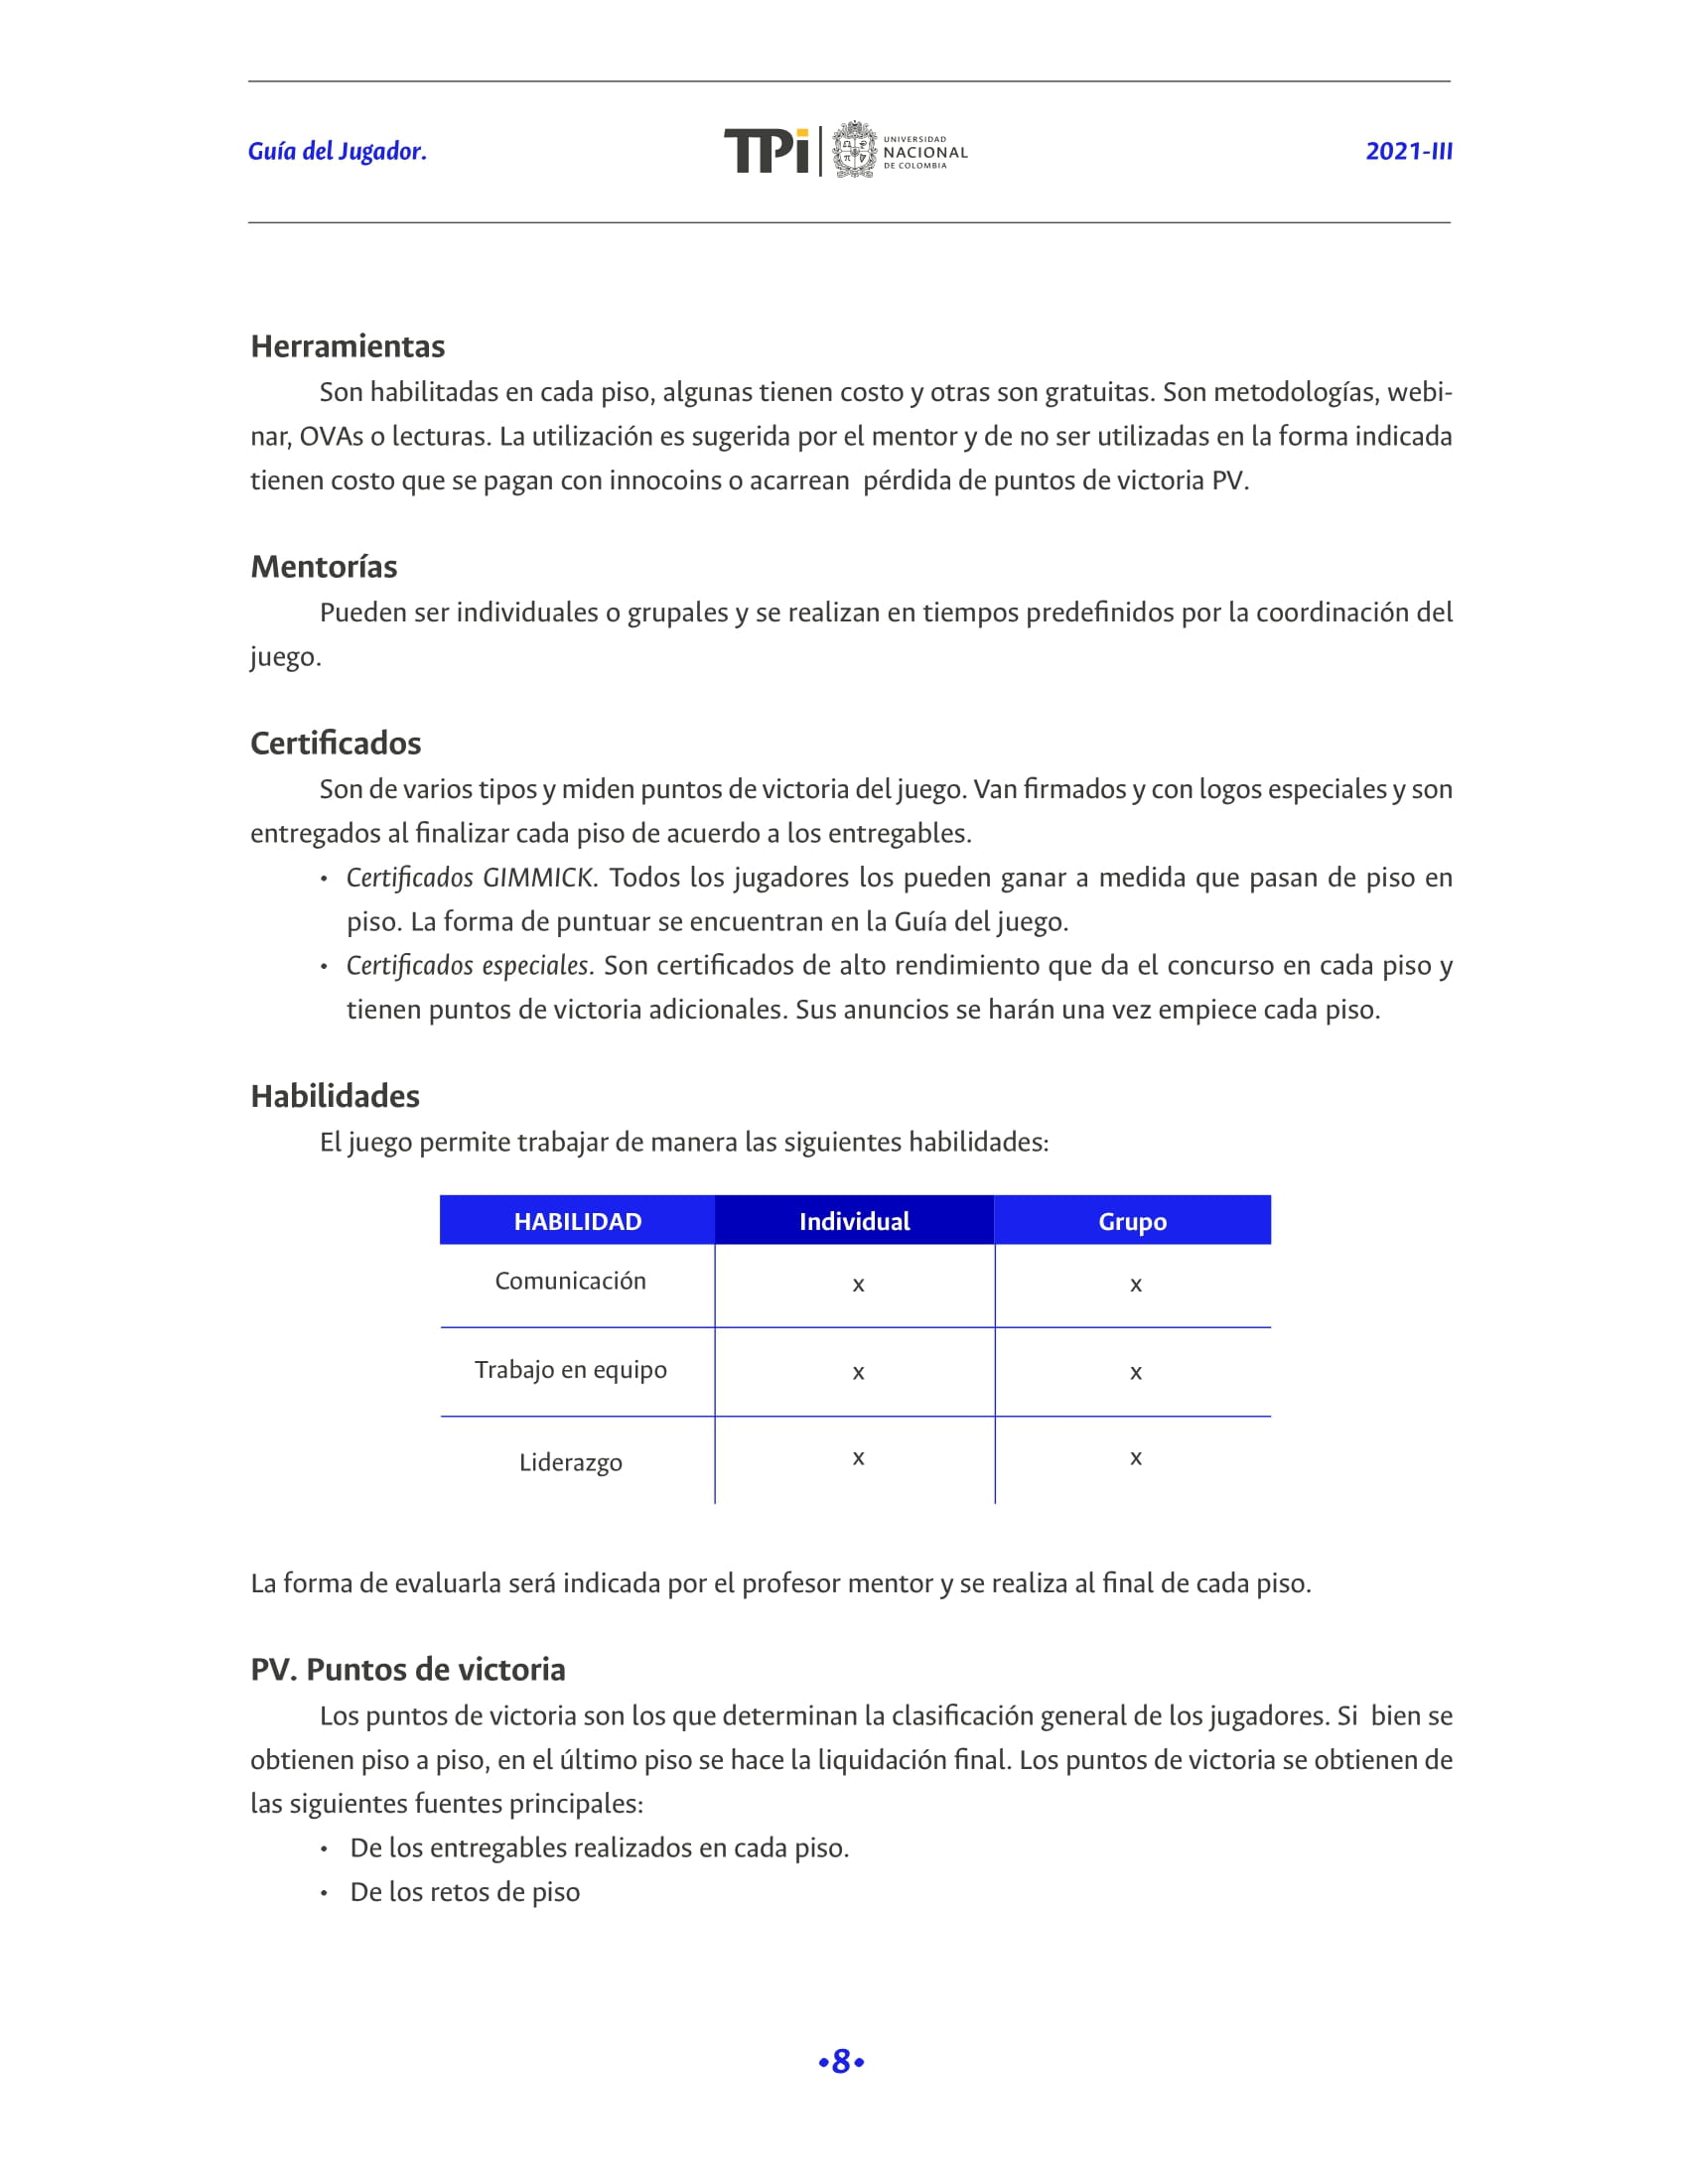 Guía del Jugador.
TPi
UNIVERSIDAD
NACIONAL
DE COLOMBIA
2021-III
Herramientas
Son habilitadas en cada piso, algunas tienen costo y otras son gratuitas. Son metodologías, webi-
nar, OVAs o lecturas. La utilización es sugerida por el mentor y de no ser utilizadas en la forma indicada
tienen costo que se pagan con innocoins o acarrean  pérdida de puntos de victoria PV.
Mentorías
Pueden ser individuales o grupales y se realizan en tiempos predefinidos por la coordinación del
juego.
Certificados
Son de varios tipos y miden puntos de victoria del juego. Van firmados y con logos especiales y son
entregados al finalizar cada piso de acuerdo a los entregables.
• Certificados GIMMICK. Todos los jugadores los pueden ganar a medida que pasan de piso en
piso. La forma de puntuar se encuentran en la Guía del juego.
• Certificados especiales. Son certificados de alto rendimiento que da el concurso en cada piso y
tienen puntos de victoria adicionales. Sus anuncios se harán una vez empiece cada piso.
Habilidades
El juego permite trabajar de manera las siguientes habilidades:
HABILIDAD Individual Grupo
Comunicación x x
Trabajo en equipo x x
Liderazgo x x
La forma de evaluarla será indicada por el profesor mentor y se realiza al final de cada piso.
PV. Puntos de victoria
Los puntos de victoria son los que determinan la clasificación general de los jugadores. Si  bien se
obtienen piso a piso, en el último piso se hace la liquidación final. Los puntos de victoria se obtienen de
las siguientes fuentes principales:
• De los entregables realizados en cada piso.
• De los retos de piso
•8•